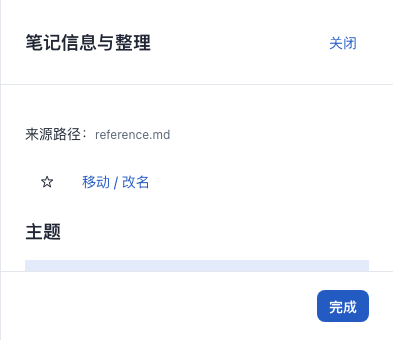 笔记信息与整理
关闭
来源路径：reference.md
移动 / 改名
主题
完成